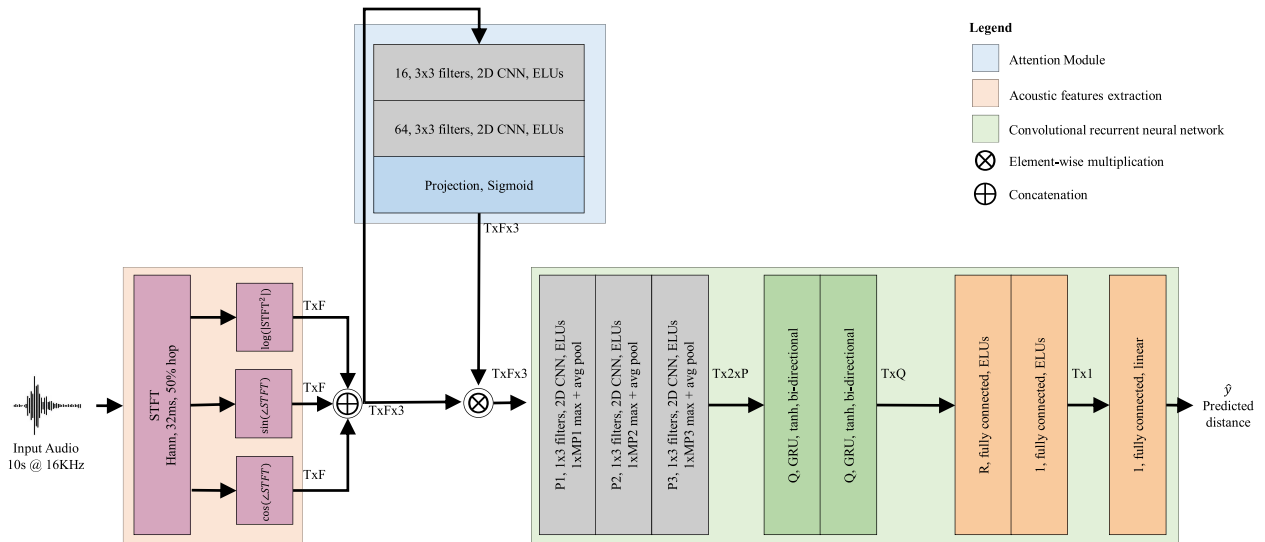 Legend
Attention Module
Acoustic features extraction
Convolutional recurrent neural network
Element-wise multiplication
Concatenation
16, 3x3 filters, 2D CNN, ELUs
64, 3x3 filters, 2D CNN, ELUs
Projection, Sigmoid
TxFx3
Input Audio
10s @ 16KHz
STFT
Hann, 32ms, 50% hop
log(|STFT²|)
sin(∠STFT)
cos(∠STFT)
TxF
TxF
TxF
TxFx3
TxFx3
P1, 1x3 filters, 2D CNN, ELUs
1xMP1 max + avg pool
P2, 1x3 filters, 2D CNN, ELUs
1xMP2 max + avg pool
P3, 1x3 filters, 2D CNN, ELUs
1xMP3 max + avg pool
Tx2xP
Q, GRU, tanh, bi-directional
Q, GRU, tanh, bi-directional
TxQ
R, fully connected, ELUs
1, fully connected, ELUs
Tx1
1, fully connected, linear
ŷ
Predicted
distance